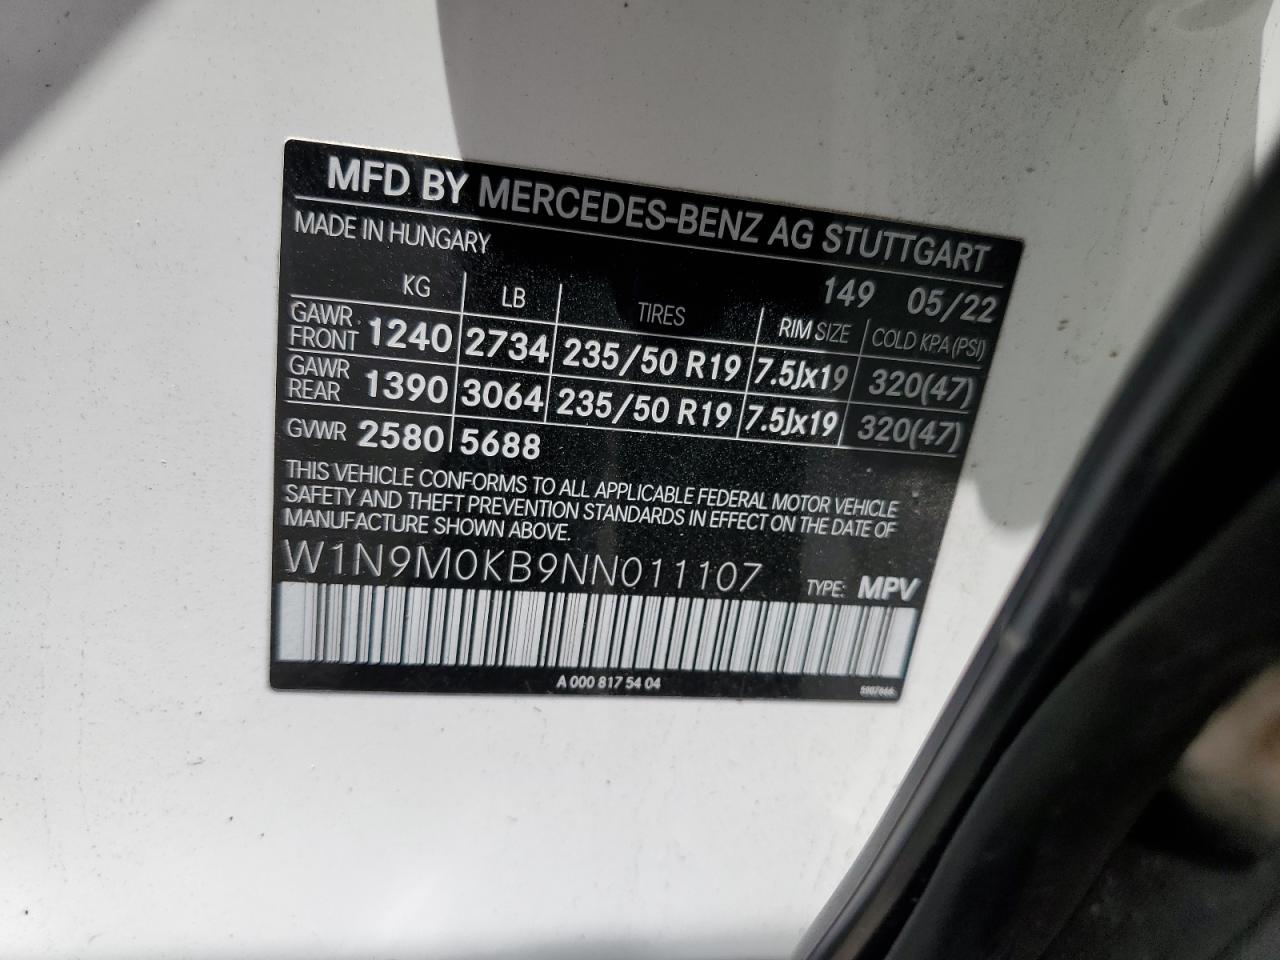 MFD BY MERCEDES-BENZ AG STUTTGART
MADE IN HUNGARY
149 05/22
KG LB TIRES RIM SIZE COLD KPA (PSI)
GAWR FRONT 1240 2734 235/50 R19 7.5Jx19 320(47)
GAWR REAR 1390 3064 235/50 R19 7.5Jx19 320(47)
GVWR 2580 5688
THIS VEHICLE CONFORMS TO ALL APPLICABLE FEDERAL MOTOR VEHICLE
SAFETY AND THEFT PREVENTION STANDARDS IN EFFECT ON THE DATE OF
MANUFACTURE SHOWN ABOVE.
W1N9M0KB9NN011107 TYPE: MPV
A 000 817 54 04